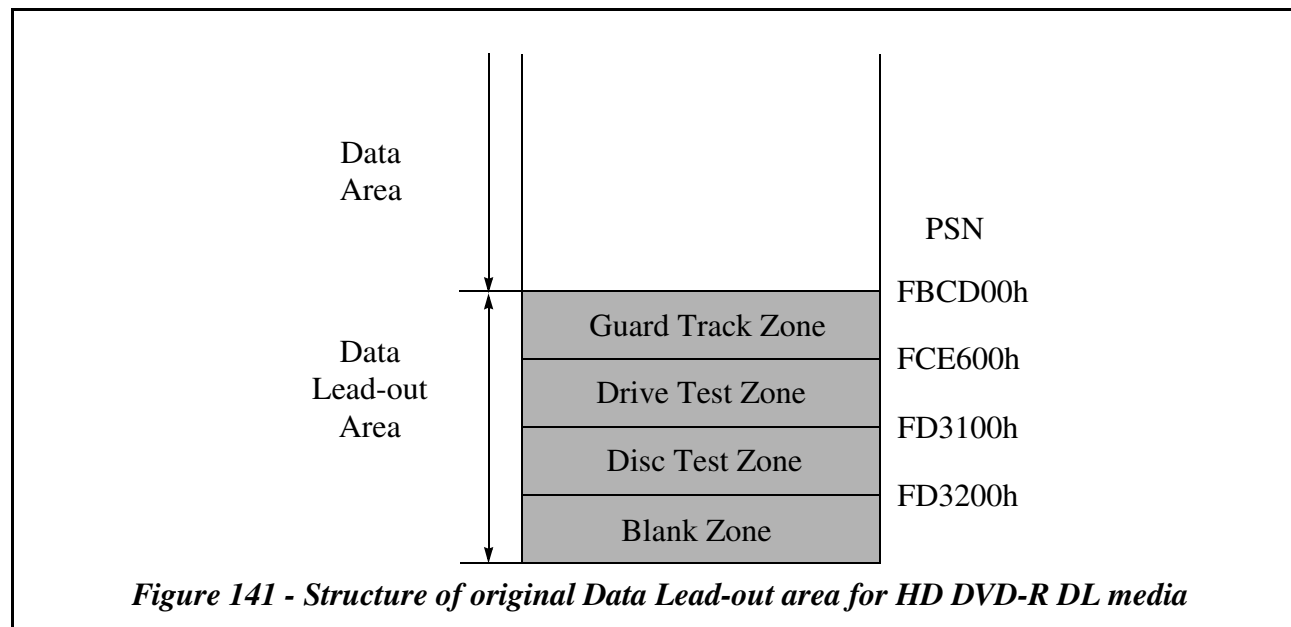 Data
Area
PSN
FBCD00h
Guard Track Zone
FCE600h
Data
Lead-out
Area
Drive Test Zone
FD3100h
Disc Test Zone
FD3200h
Blank Zone
Figure 141 - Structure of original Data Lead-out area for HD DVD-R DL media